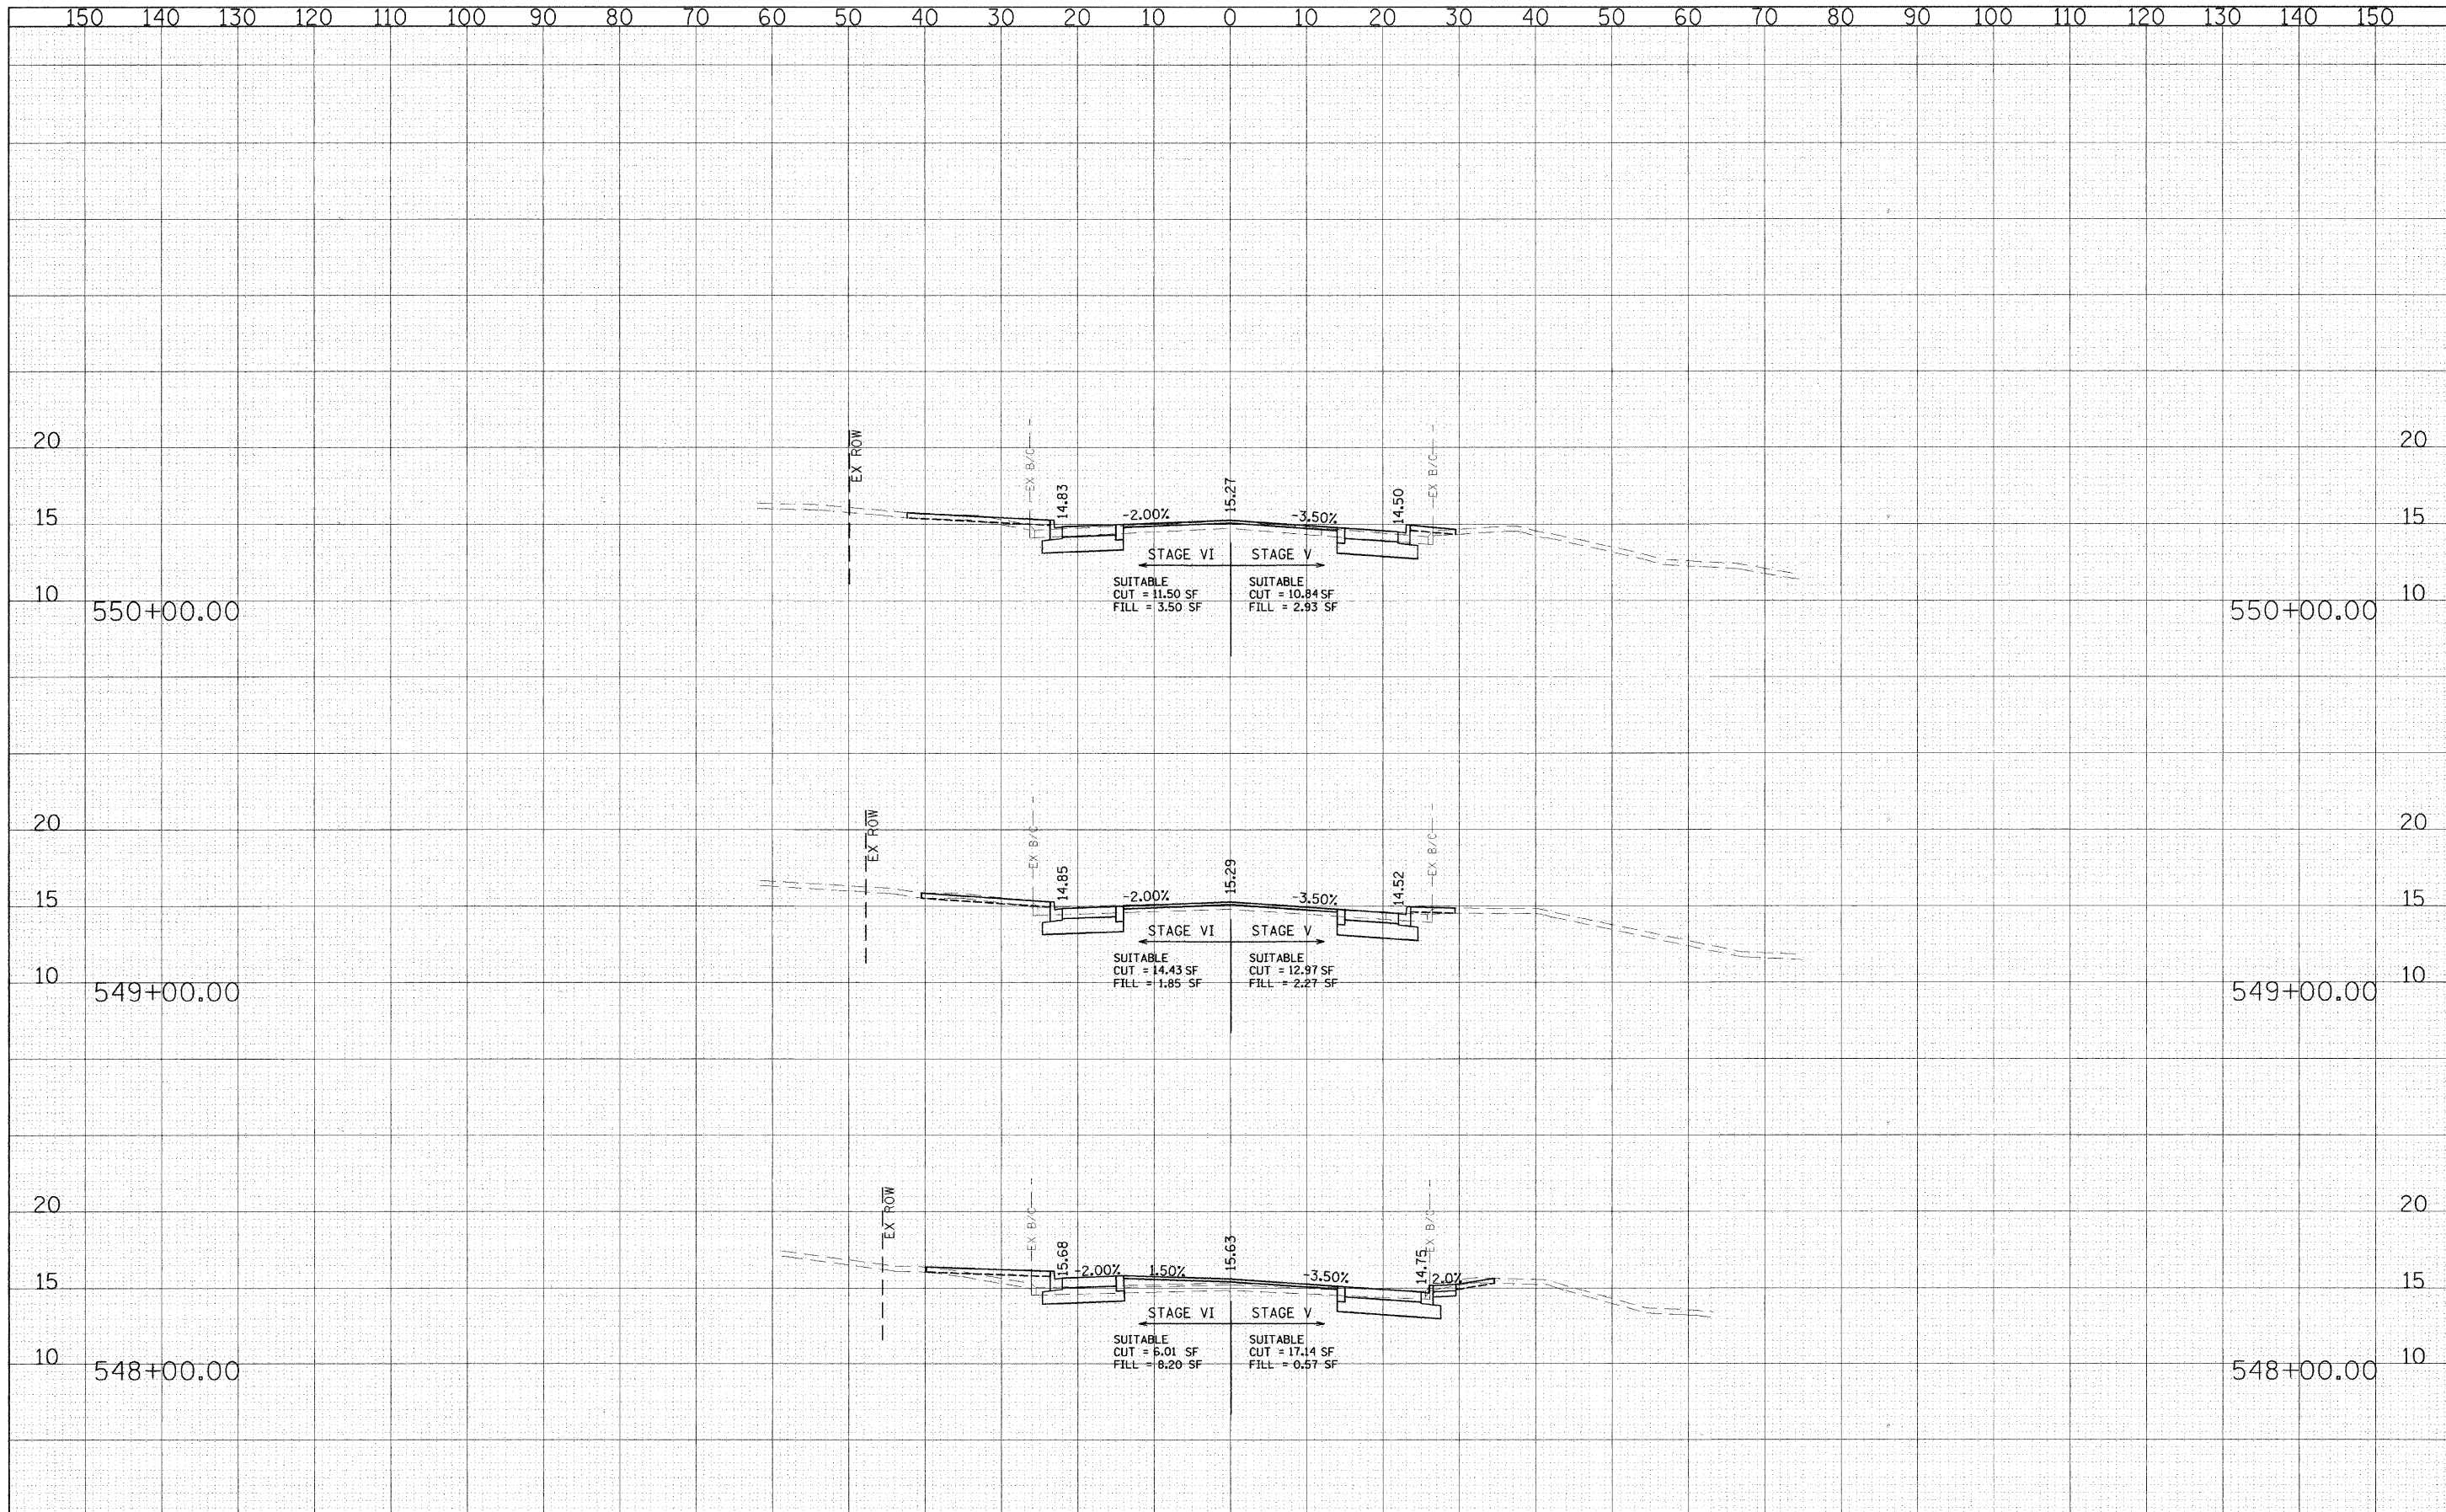 150 140 130 120 110 100 90 80 70 60 50 40 30 20 10 0 10 20 30 40 50 60 70 80 90 100 110 120 130 140 150
20 20
EX ROW
EX B/C
14.83
-2.00%
15.27
-3.50%
14.50
EX B/C
15 15
STAGE VI STAGE V
SUITABLE SUITABLE
CUT = 11.50 SF CUT = 10.84 SF
FILL = 3.50 SF FILL = 2.93 SF
10 10
550+00.00 550+00.00
20 20
EX ROW
EX B/C
14.85
-2.00%
15.29
-3.50%
14.52
EX B/C
15 15
STAGE VI STAGE V
SUITABLE SUITABLE
CUT = 14.43 SF CUT = 12.97 SF
FILL = 1.85 SF FILL = 2.27 SF
10 10
549+00.00 549+00.00
20 20
EX ROW
EX B/C
15.68
-2.00%
1.50%
15.63
-3.50%
14.75
EX B/C
2.0%
15 15
STAGE VI STAGE V
SUITABLE SUITABLE
CUT = 6.01 SF CUT = 17.14 SF
FILL = 8.20 SF FILL = 0.57 SF
10 10
548+00.00 548+00.00